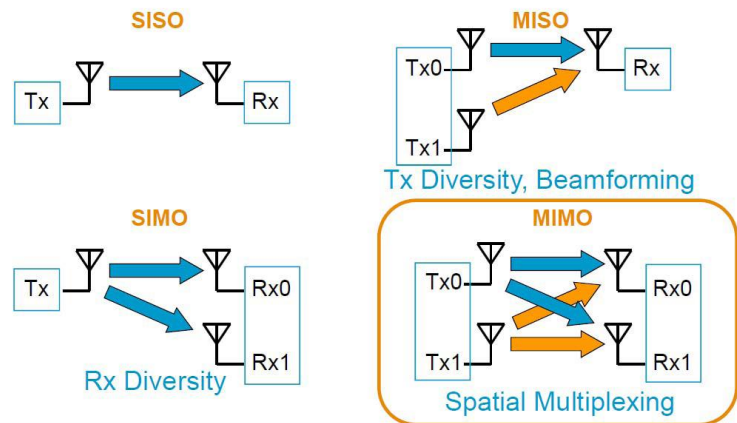 SISO
Tx
Rx
MISO
Tx0
Tx1
Rx
Tx Diversity, Beamforming
SIMO
Tx
Rx0
Rx1
Rx Diversity
MIMO
Tx0
Tx1
Rx0
Rx1
Spatial Multiplexing